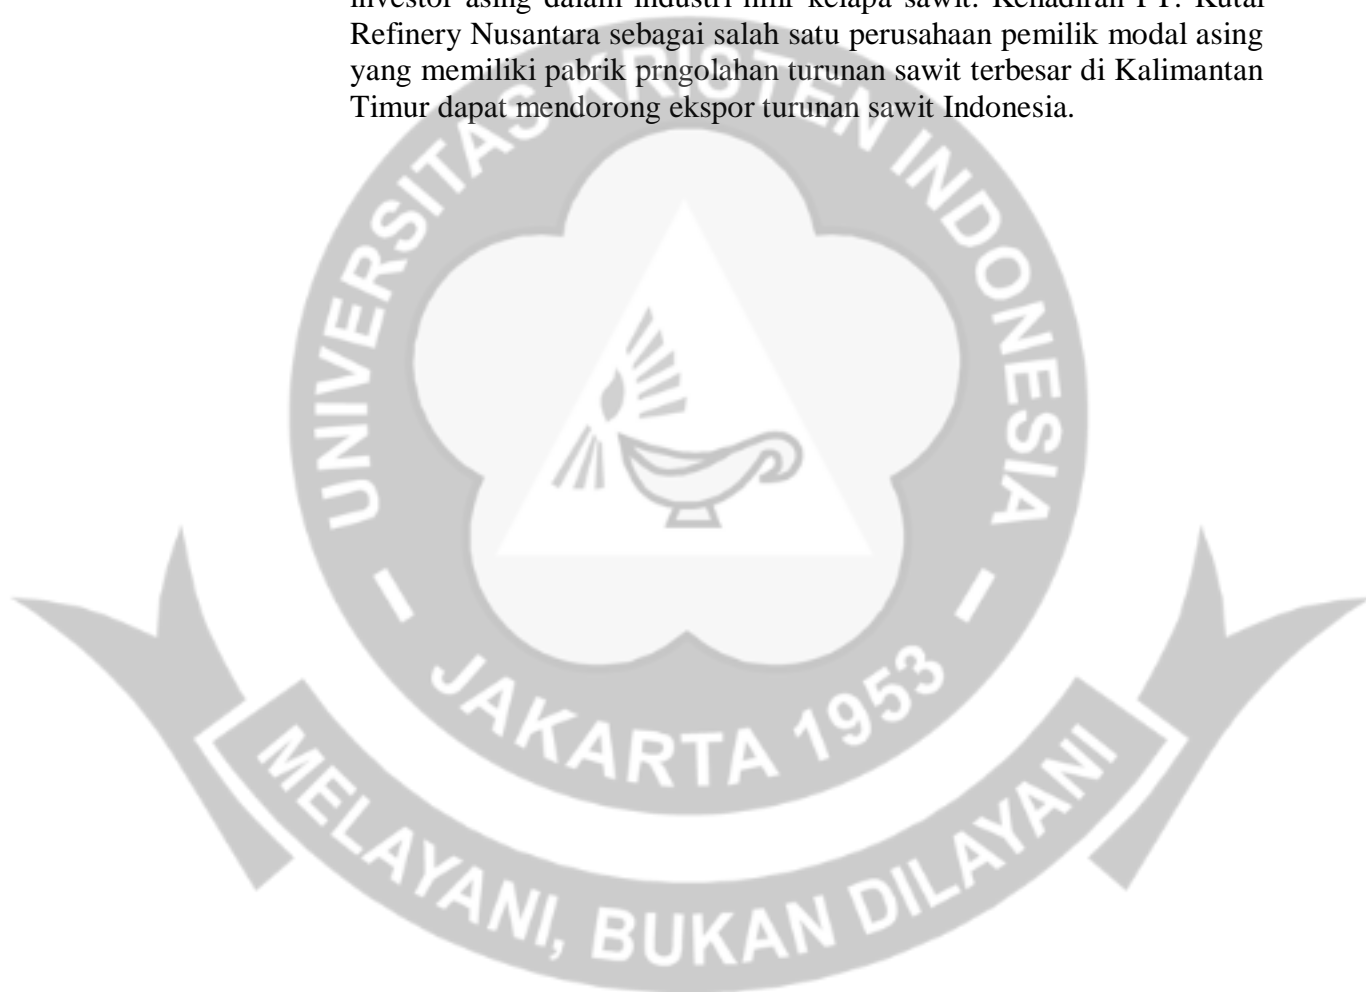 investor asing dalam industri hilir kelapa sawit. Kehadiran PT. Kutai
Refinery Nusantara sebagai salah satu perusahaan pemilik modal asing
yang memiliki pabrik prngolahan turunan sawit terbesar di Kalimantan
Timur dapat mendorong ekspor turunan sawit Indonesia.
UNIVERSITAS KRISTEN INDONESIA
- JAKARTA 1953 -
MELAYANI, BUKAN DILAYANI